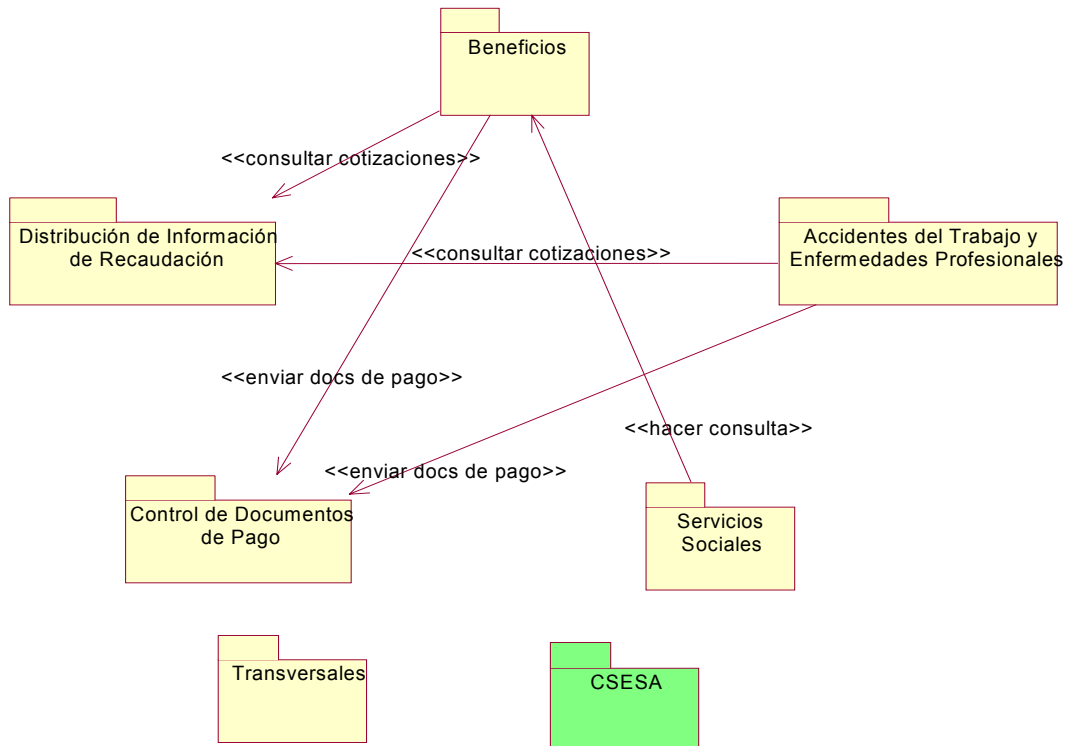 Beneficios
<<consultar cotizaciones>>
Distribución de Información
de Recaudación
Accidentes del Trabajo y
Enfermedades Profesionales
<<consultar cotizaciones>>
<<enviar docs de pago>>
<<hacer consulta>>
<<enviar docs de pago>>
Control de Documentos
de Pago
Servicios
Sociales
Transversales
CSESA